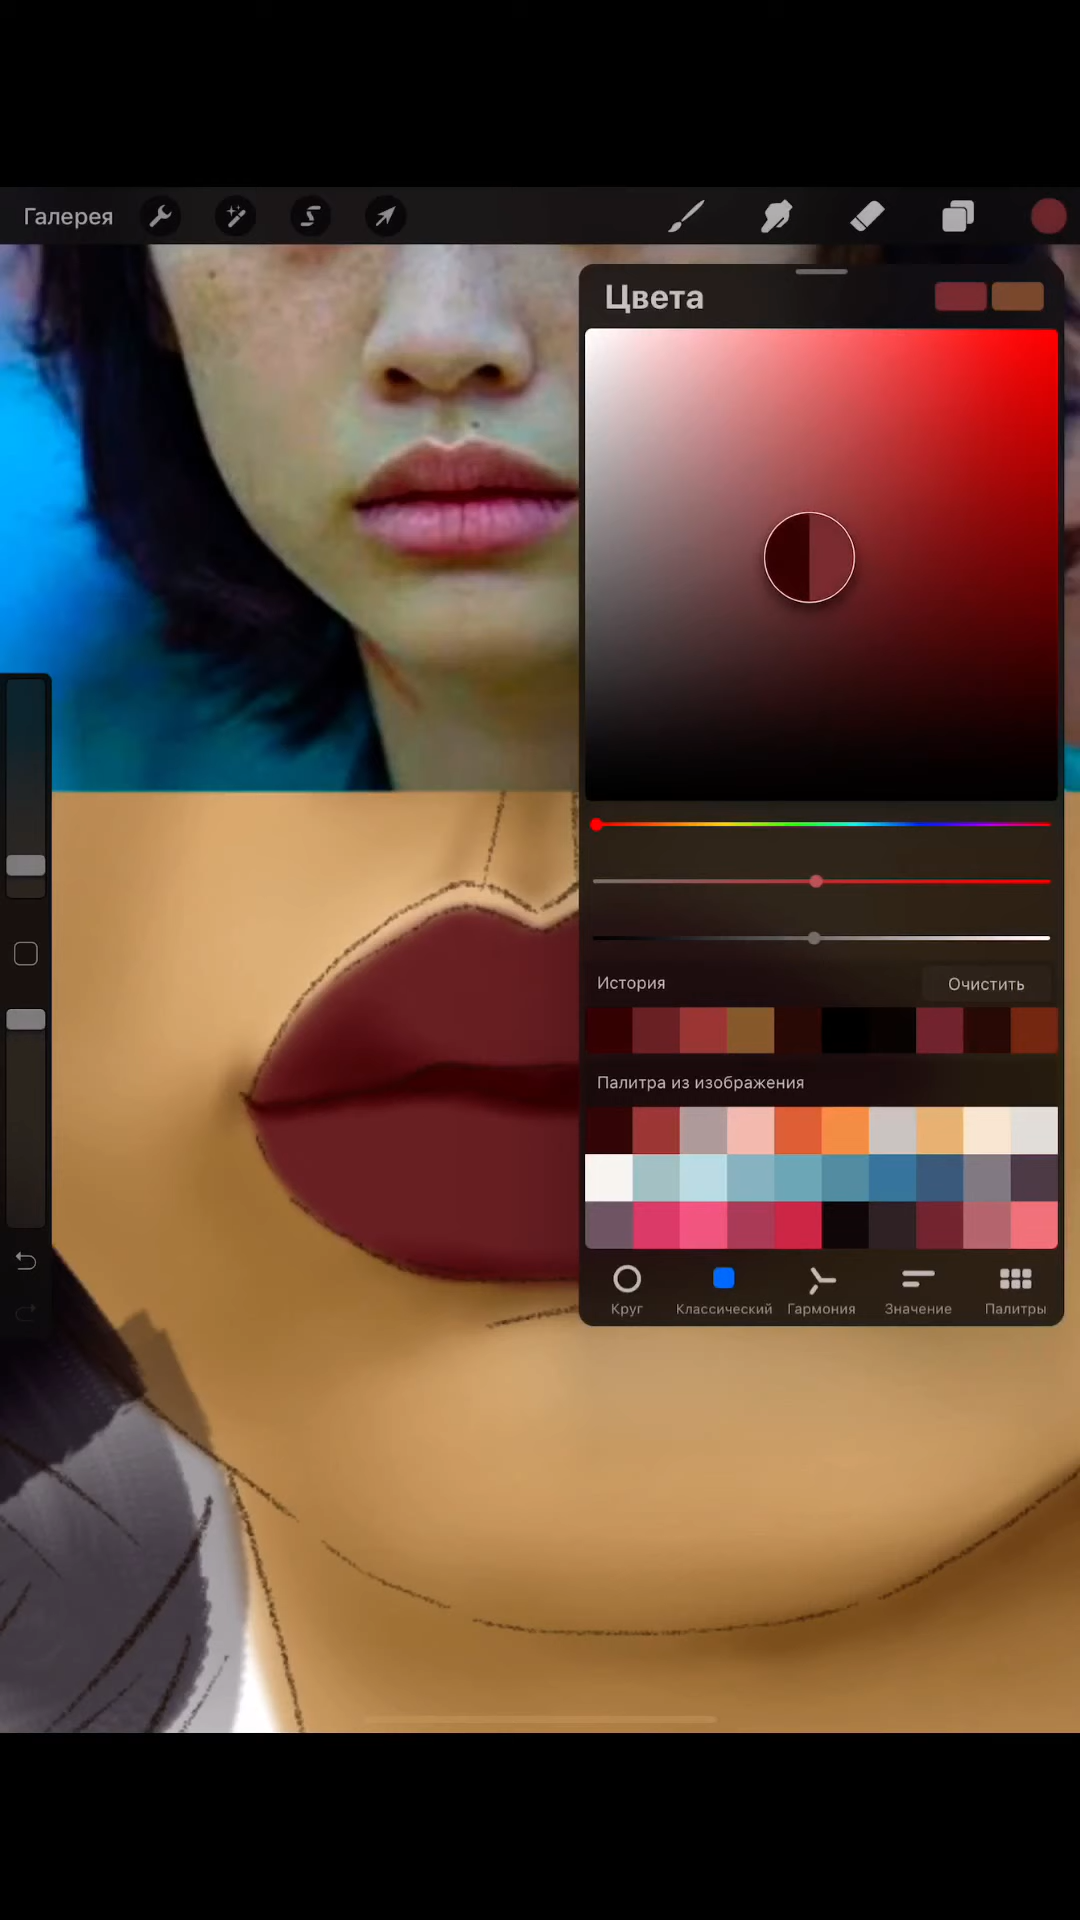 Галерея
Цвета
История
Очистить
Палитра из изображения
Круг
Классический
Гармония
Значение
Палитры